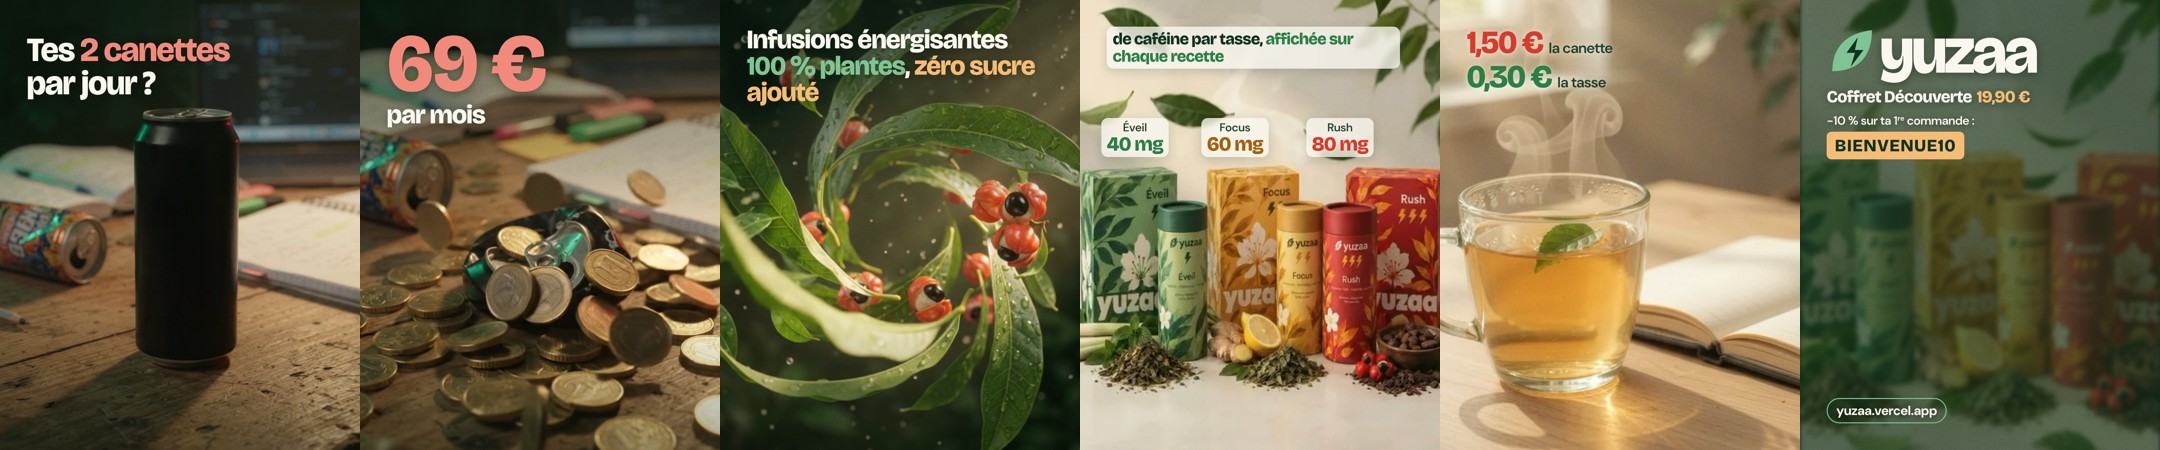 Tes 2 canettes
par jour ?
69 €
par mois
Infusions énergisantes
100 % plantes, zéro sucre
ajouté
de caféine par tasse, affichée sur
chaque recette
Éveil
40 mg
Focus
60 mg
Rush
80 mg
Éveil
Focus
Rush
yuzaa
Éveil
yuzaa
Focus
yuzaa
Rush
1,50 € la canette
0,30 € la tasse
yuzaa
Coffret Découverte 19,90 €
-10 % sur ta 1re commande :
BIENVENUE10
yuzaa.vercel.app